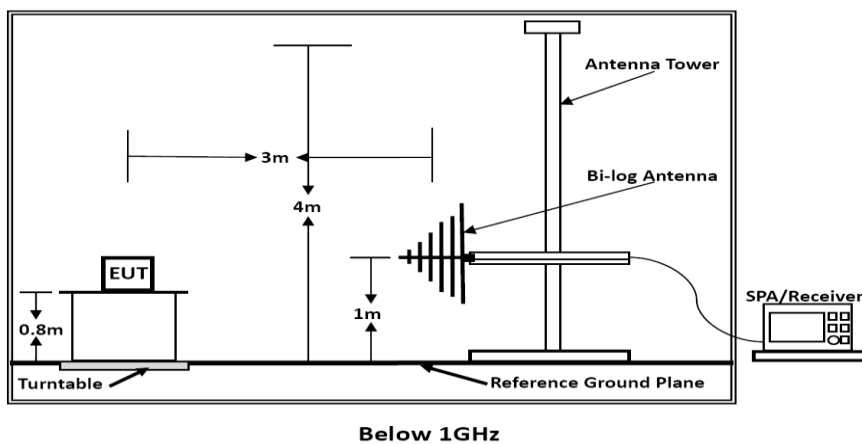 Antenna Tower
3m
Bi-log Antenna
4m
EUT
SPA/Receiver
0.8m
1m
Turntable
Reference Ground Plane
Below 1GHz